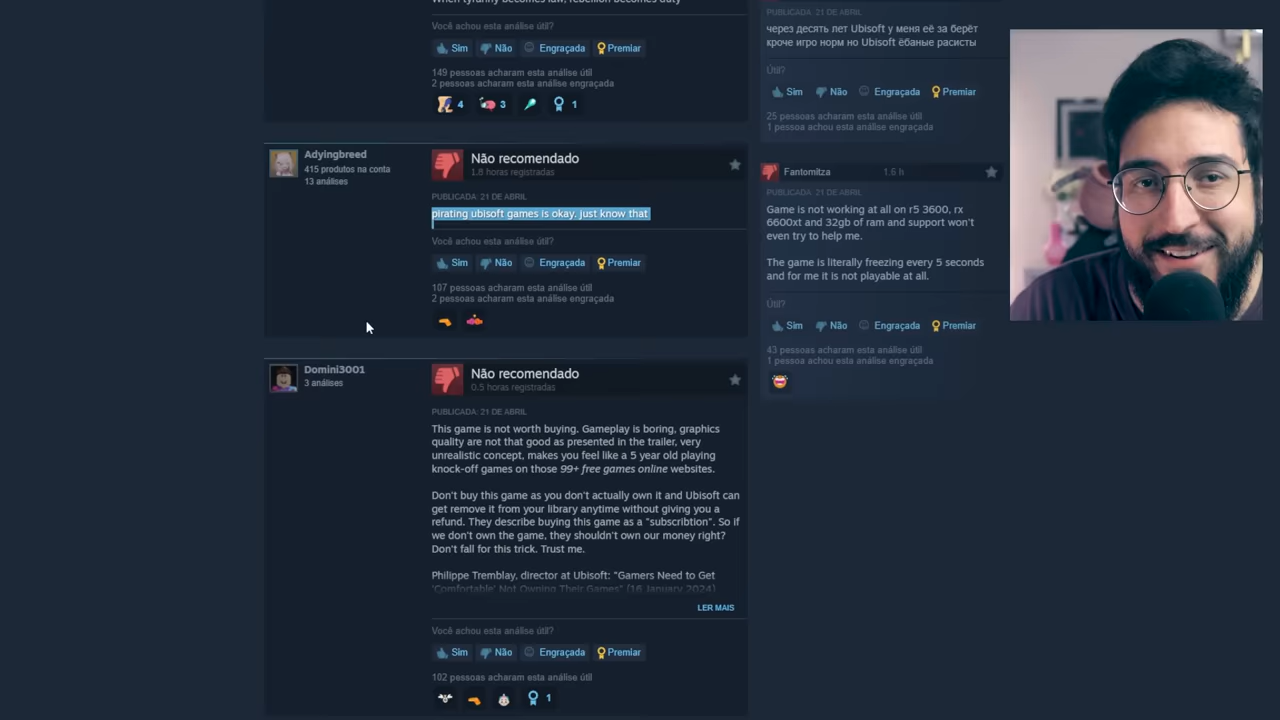 When tyranny becomes law, rebellion becomes duty
Você achou esta análise útil?
Sim Não Engraçada Premiar
149 pessoas acharam esta análise útil
2 pessoas acharam esta análise engraçada
4 3 1
Adyingbreed
415 produtos na conta
13 análises
Não recomendado
1.8 horas registradas
PUBLICADA: 21 DE ABRIL
pirating ubisoft games is okay. just know that
Você achou esta análise útil?
Sim Não Engraçada Premiar
107 pessoas acharam esta análise útil
2 pessoas acharam esta análise engraçada
Domini3001
3 análises
Não recomendado
0.5 horas registradas
PUBLICADA: 21 DE ABRIL
This game is not worth buying. Gameplay is boring, graphics
quality are not that good as presented in the trailer, very
unrealistic concept, makes you feel like a 5 year old playing
knock-off games on those 99+ free games online websites.
Don't buy this game as you don't actually own it and Ubisoft can
get remove it from your library anytime without giving you a
refund. They describe buying this game as a "subscribtion". So if
we don't own the game, they shouldn't own our money right?
Don't fall for this trick. Trust me.
Philippe Tremblay, director at Ubisoft: "Gamers Need to Get
'Comfortable' Not Owning Their Games" (16 January 2024)
LER MAIS
Você achou esta análise útil?
Sim Não Engraçada Premiar
102 pessoas acharam esta análise útil
1
PUBLICADA: 21 DE ABRIL
через десять лет Ubisoft у меня её за берёт
кроче игро норм но Ubisoft ёбаные расисты
Útil?
Sim Não Engraçada Premiar
25 pessoas acharam esta análise útil
1 pessoa achou esta análise engraçada
Fantomitza 1.6 h
PUBLICADA: 21 DE ABRIL
Game is not working at all on r5 3600, rx
6600xt and 32gb of ram and support won't
even try to help me.
The game is literally freezing every 5 seconds
and for me it is not playable at all.
Útil?
Sim Não Engraçada Premiar
43 pessoas acharam esta análise útil
1 pessoa achou esta análise engraçada